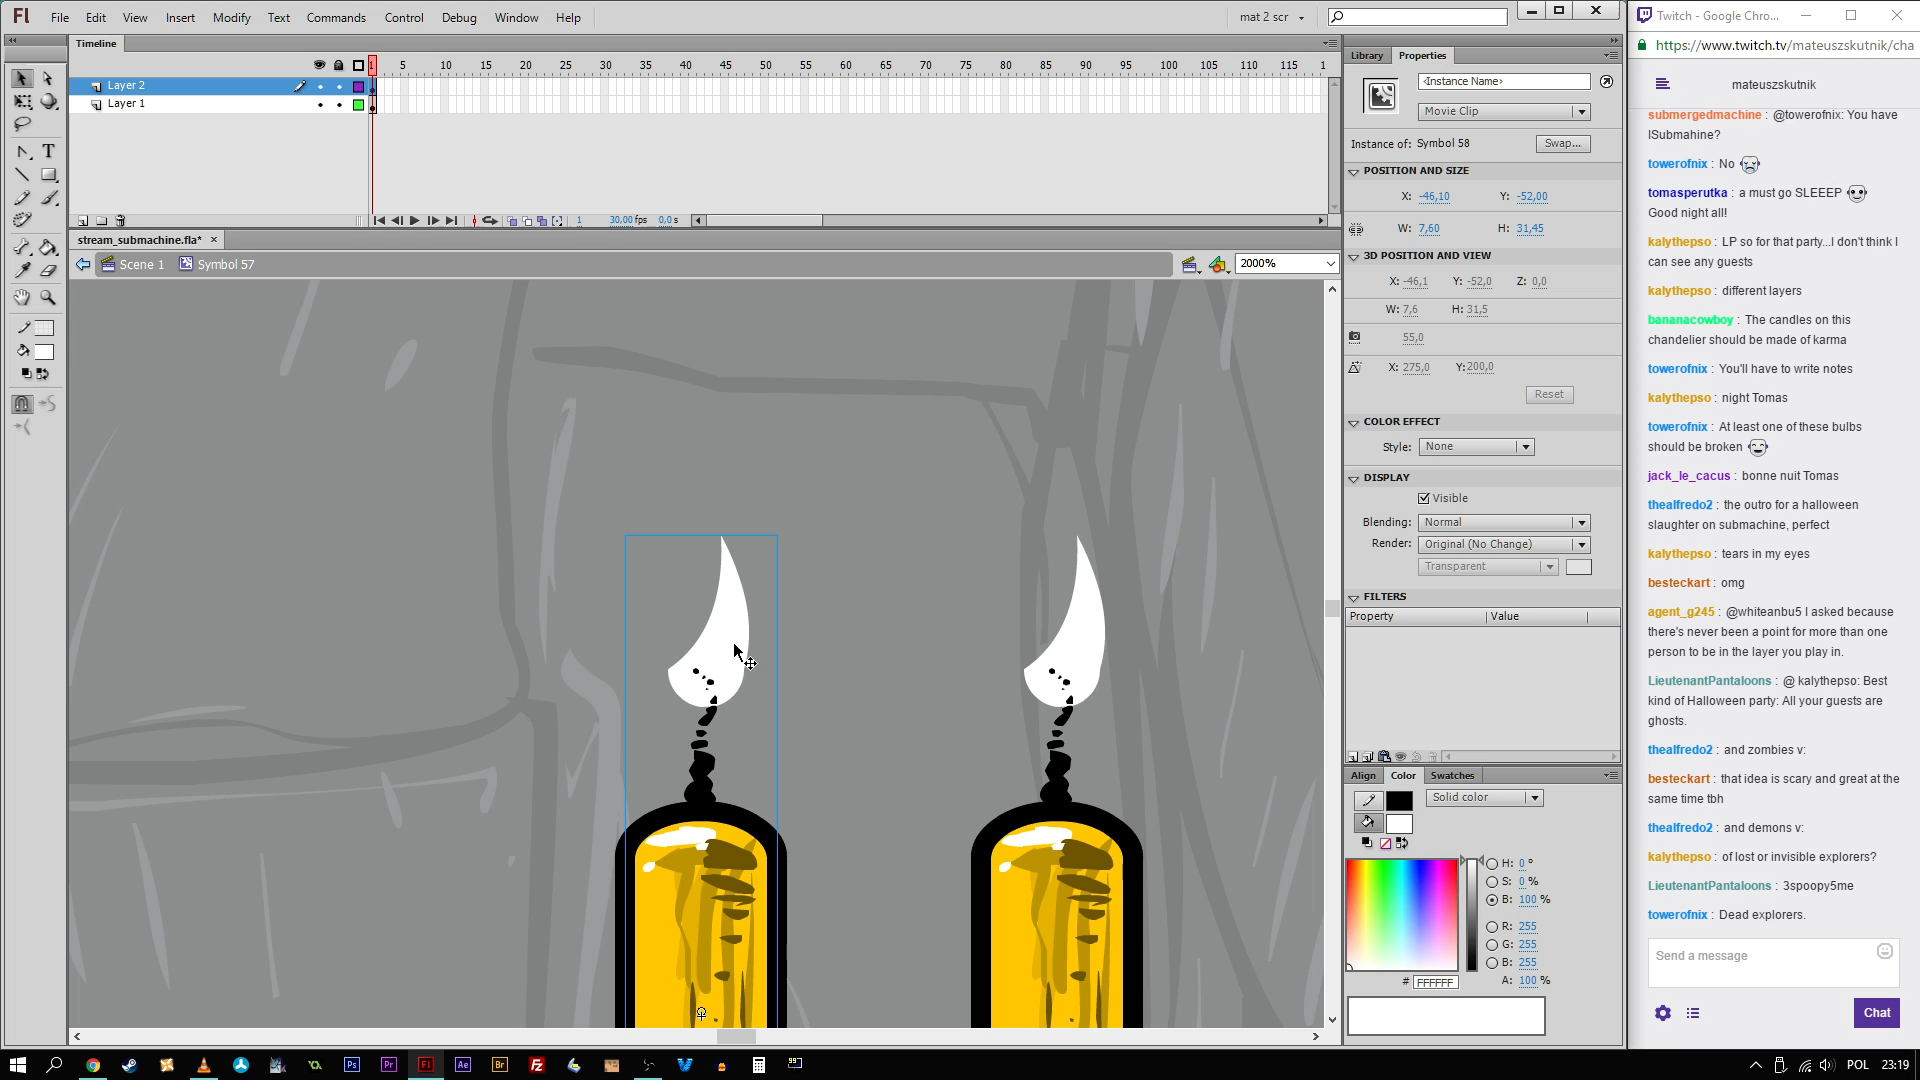 Fl File Edit View Insert Modify Text Commands Control Debug Window Help mat 2 scr
Timeline
1 5 10 15 20 25 30 35 40 45 50 55 60 65 70 75 80 85 90 95 100 105 110 115 1
Layer 2
Layer 1
1 30,00 fps 0,0 s
stream_submachine.fla*
Scene 1 Symbol 57 2000%
Library Properties
<Instance Name>
Movie Clip
Instance of: Symbol 58 Swap...
POSITION AND SIZE
X: -46,10 Y: -52,00
W: 7,60 H: 31,45
3D POSITION AND VIEW
X: -46,1 Y: -52,0 Z: 0,0
W: 7,6 H: 31,5
55,0
X: 275,0 Y: 200,0
Reset
COLOR EFFECT
Style: None
DISPLAY
Visible
Blending: Normal
Render: Original (No Change)
Transparent
FILTERS
Property Value
Align Color Swatches
Solid color
H: 0 °
S: 0 %
B: 100 %
R: 255
G: 255
B: 255
# FFFFFF A: 100 %
Twitch - Google Chro...
https://www.twitch.tv/mateuszskutnik/cha
mateuszskutnik
submergedmachine : @towerofnix: You have
ISubmahine?
towerofnix : No
tomasperutka : a must go SLEEEP
Good night all!
kalythepso : LP so for that party...I don't think I
can see any guests
kalythepso : different layers
bananacowboy : The candles on this
chandelier should be made of karma
towerofnix : You'll have to write notes
kalythepso : night Tomas
towerofnix : At least one of these bulbs
should be broken
jack_le_cacus : bonne nuit Tomas
thealfredo2 : the outro for a halloween
slaughter on submachine, perfect
kalythepso : tears in my eyes
besteckart : omg
agent_g245 : @whiteanbu5 I asked because
there's never been a point for more than one
person to be in the layer you play in.
LieutenantPantaloons : @ kalythepso: Best
kind of Halloween party: All your guests are
ghosts.
thealfredo2 : and zombies v:
besteckart : that idea is scary and great at the
same time tbh
thealfredo2 : and demons v:
kalythepso : of lost or invisible explorers?
LieutenantPantaloons : 3spoopy5me
towerofnix : Dead explorers.
Send a message
Chat
Ps Pr Fl Ae Br Fz POL 23:19